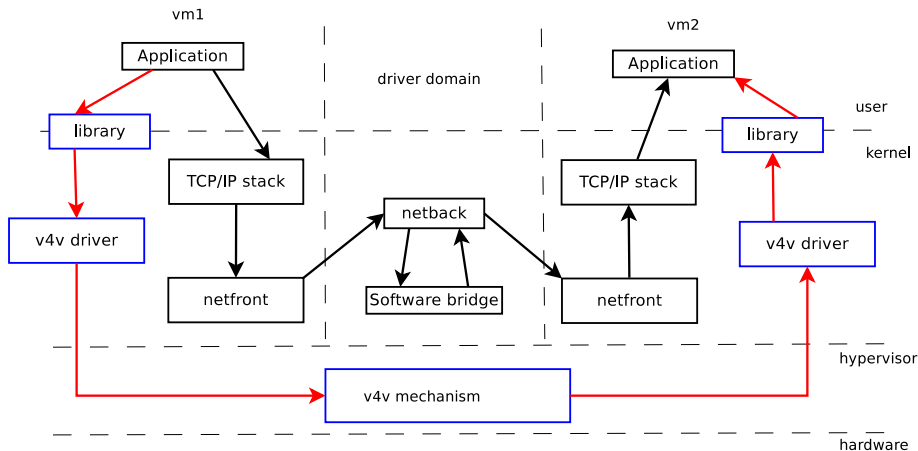 vm1
vm2
Application
driver domain
Application
user
library
library
kernel
TCP/IP stack
TCP/IP stack
netback
v4v driver
v4v driver
netfront
Software bridge
netfront
hypervisor
v4v mechanism
hardware